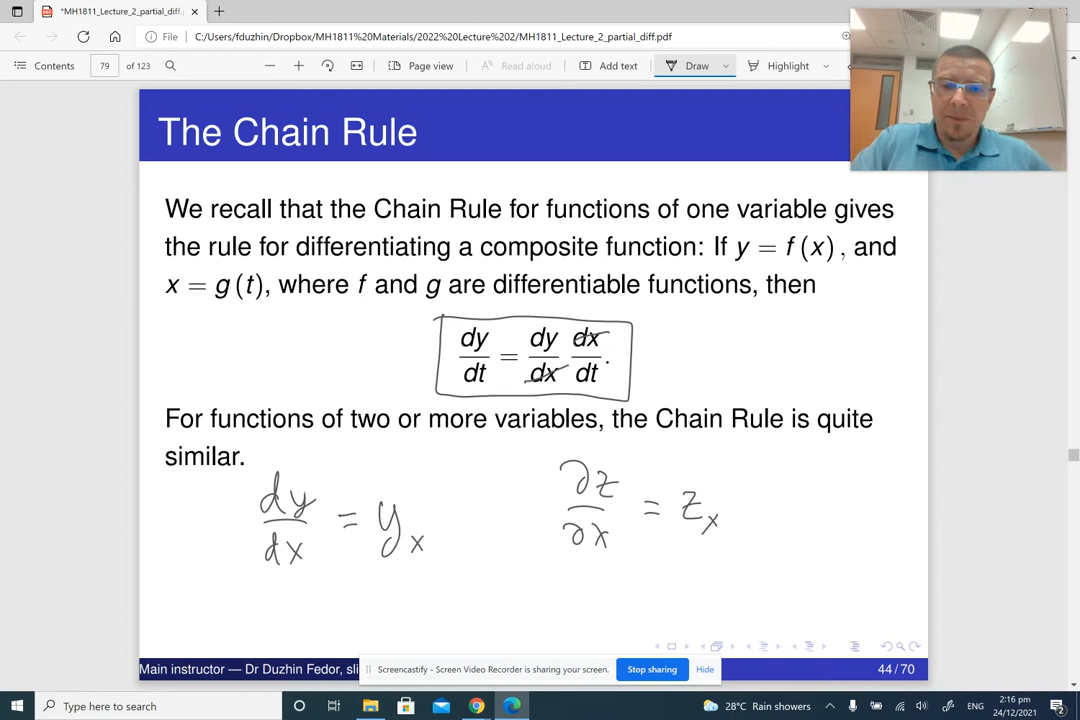 *MH1811_Lecture_2_partial_diff.p
File C:/Users/fduzhin/Dropbox/MH1811%20Materials/2022%20Lecture%202/MH1811_Lecture_2_partial_diff.pdf
Contents 79 of 123 Page view Read aloud Add text Draw Highlight
The Chain Rule
We recall that the Chain Rule for functions of one variable gives
the rule for differentiating a composite function: If y = f (x) , and
x = g (t), where f and g are differentiable functions, then
dy/dt = dy/dx dx/dt.
For functions of two or more variables, the Chain Rule is quite
similar.
dy/dx = y_x ∂z/∂x = z_x
Main instructor — Dr Duzhin Fedor, sli 44 / 70
Screencastify - Screen Video Recorder is sharing your screen. Stop sharing Hide
Type here to search 28°C Rain showers ENG 2:16 pm
24/12/2021 2